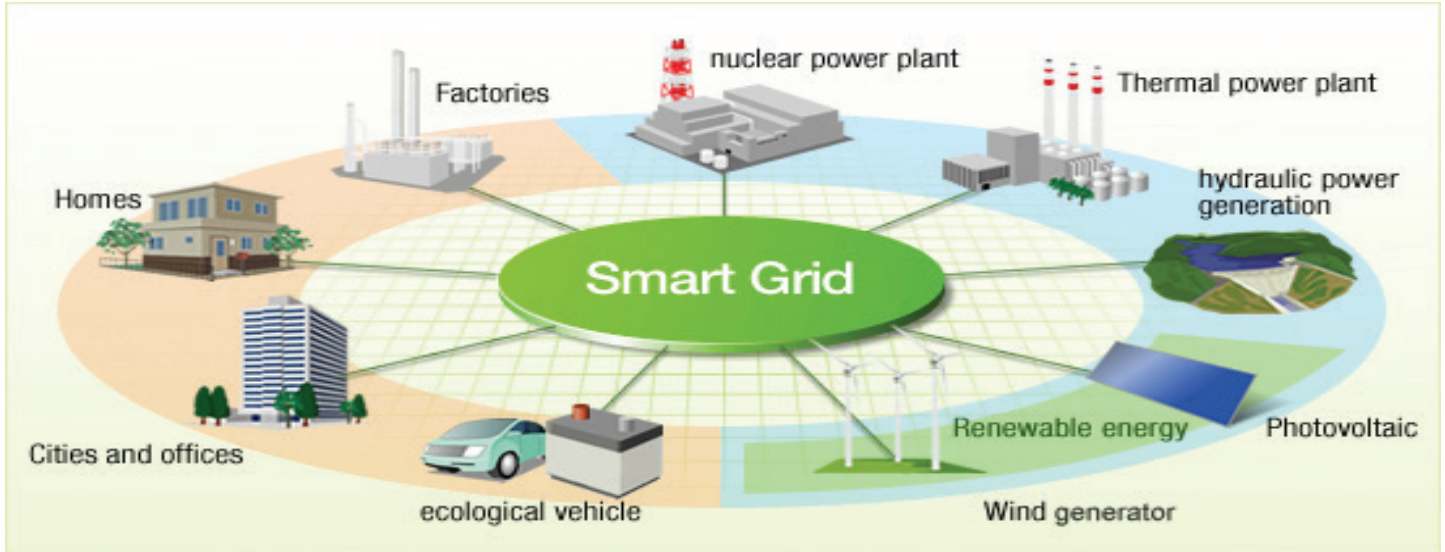 nuclear power plant
Factories
Thermal power plant
Homes
hydraulic power
generation
Smart Grid
Renewable energy
Photovoltaic
Cities and offices
ecological vehicle
Wind generator